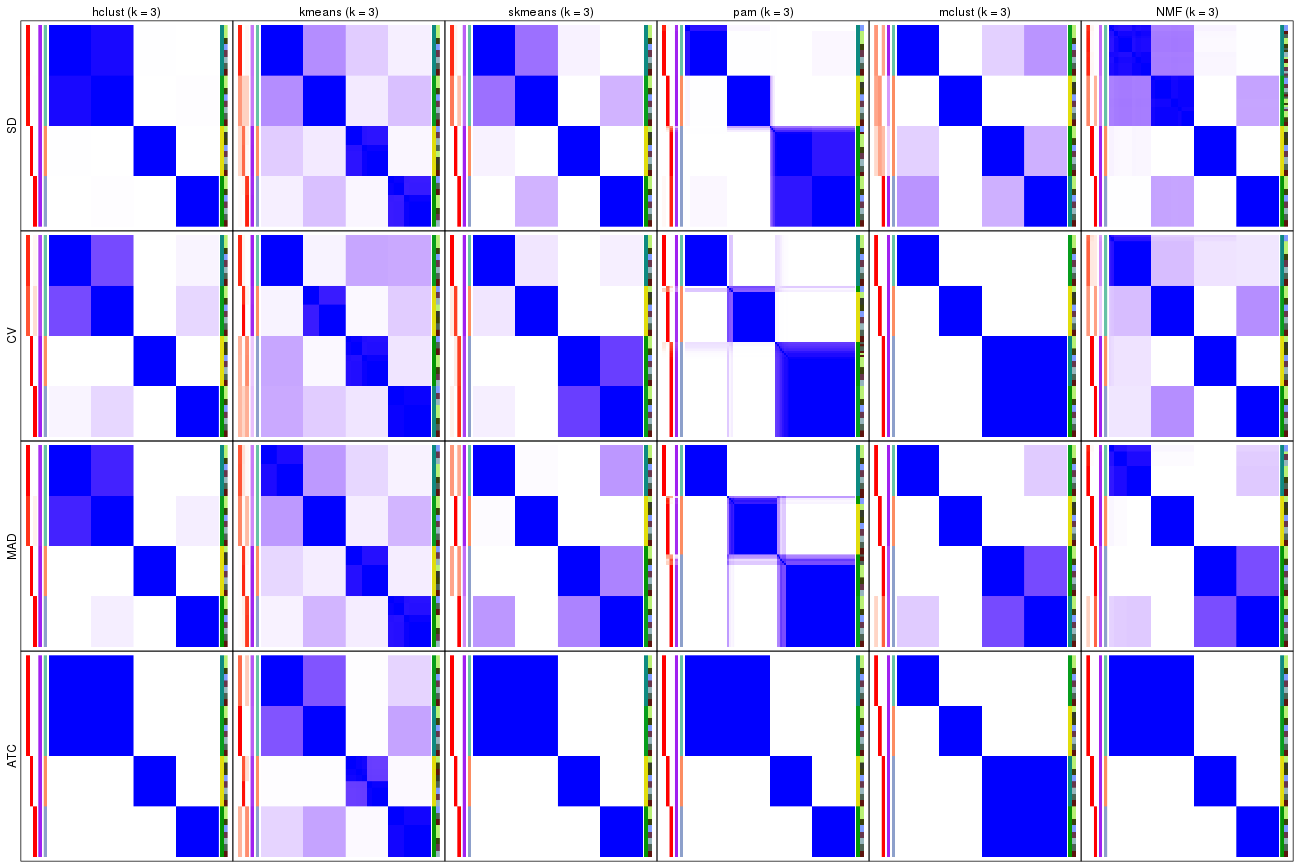 hclust (k = 3)
kmeans (k = 3)
skmeans (k = 3)
pam (k = 3)
mclust (k = 3)
NMF (k = 3)
SD
CV
MAD
ATC